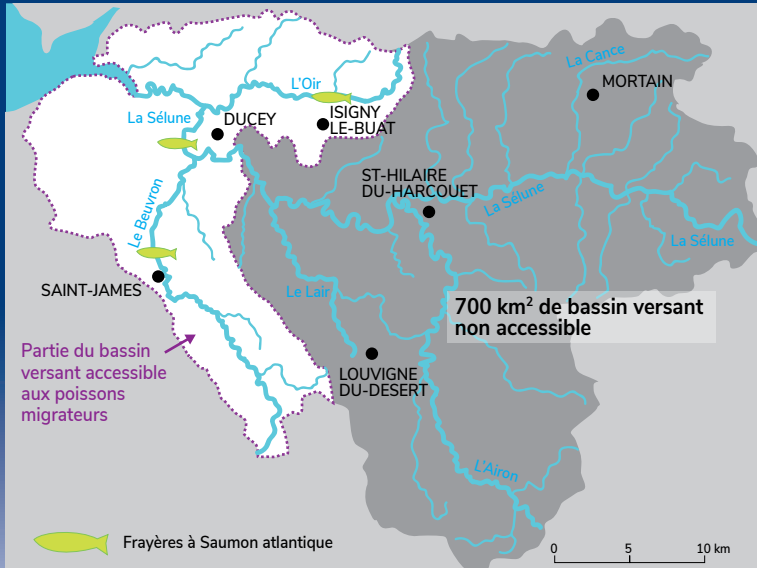 La Cance
MORTAIN
L'Oir
ISIGNY
LE-BUAT
La Sélune
DUCEY
ST-HILAIRE
DU-HARCOUET
La Sélune
La Sélune
Le Beuvron
SAINT-JAMES
Le Lair
700 km² de bassin versant
non accessible
Partie du bassin
versant accessible
aux poissons
migrateurs
LOUVIGNE
DU-DESERT
L'Airon
Frayères à Saumon atlantique
0 5 10 km